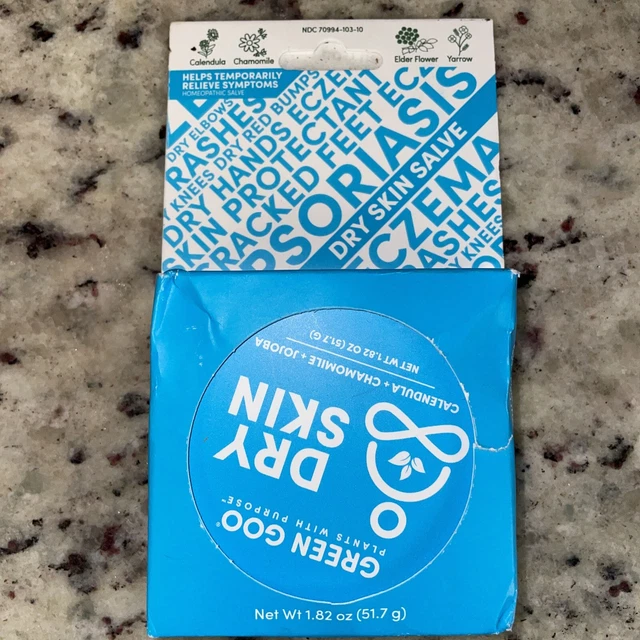 NDC 70994-103-10
Calendula
Chamomile
Elder Flower
Yarrow
HELPS TEMPORARILY
RELIEVE SYMPTOMS
HOMEOPATHIC SALVE
DRY ELBOWS
RASHES
KNEES DRY RED BUMPS
DRY HANDS ECZEMA
SKIN PROTECTANT
CRACKED FEET ECZ
PSORIASIS
DRY SKIN SALVE
ECZEMA
RASHES
KNEES
GREEN GOO®
PLANTS WITH PURPOSE™
DRY
SKIN
CALENDULA + CHAMOMILE + JOJOBA
NET WT 1.82 OZ (51.7 G)
Net Wt 1.82 oz (51.7 g)